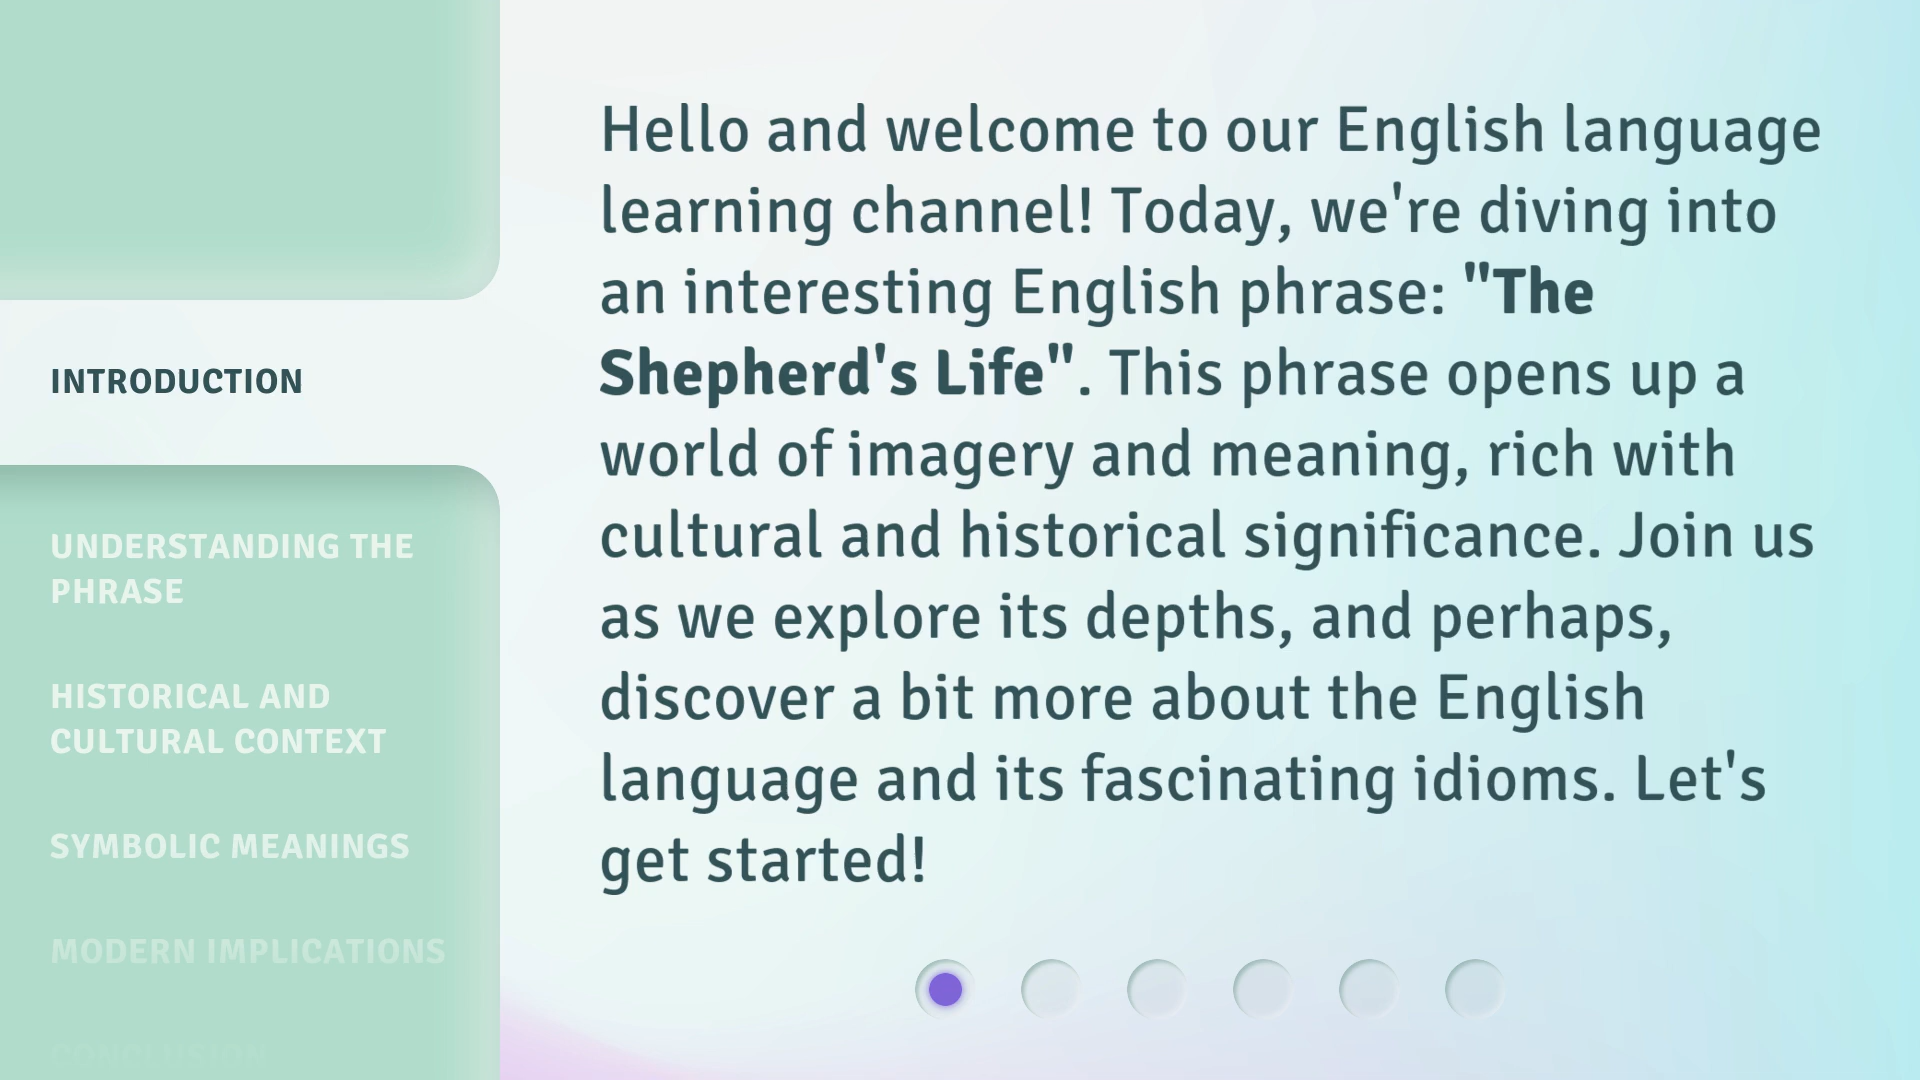 INTRODUCTION
UNDERSTANDING THE
PHRASE
HISTORICAL AND
CULTURAL CONTEXT
SYMBOLIC MEANINGS
MODERN IMPLICATIONS
CONCLUSION
Hello and welcome to our English language
learning channel! Today, we're diving into
an interesting English phrase: "The
Shepherd's Life". This phrase opens up a
world of imagery and meaning, rich with
cultural and historical significance. Join us
as we explore its depths, and perhaps,
discover a bit more about the English
language and its fascinating idioms. Let's
get started!